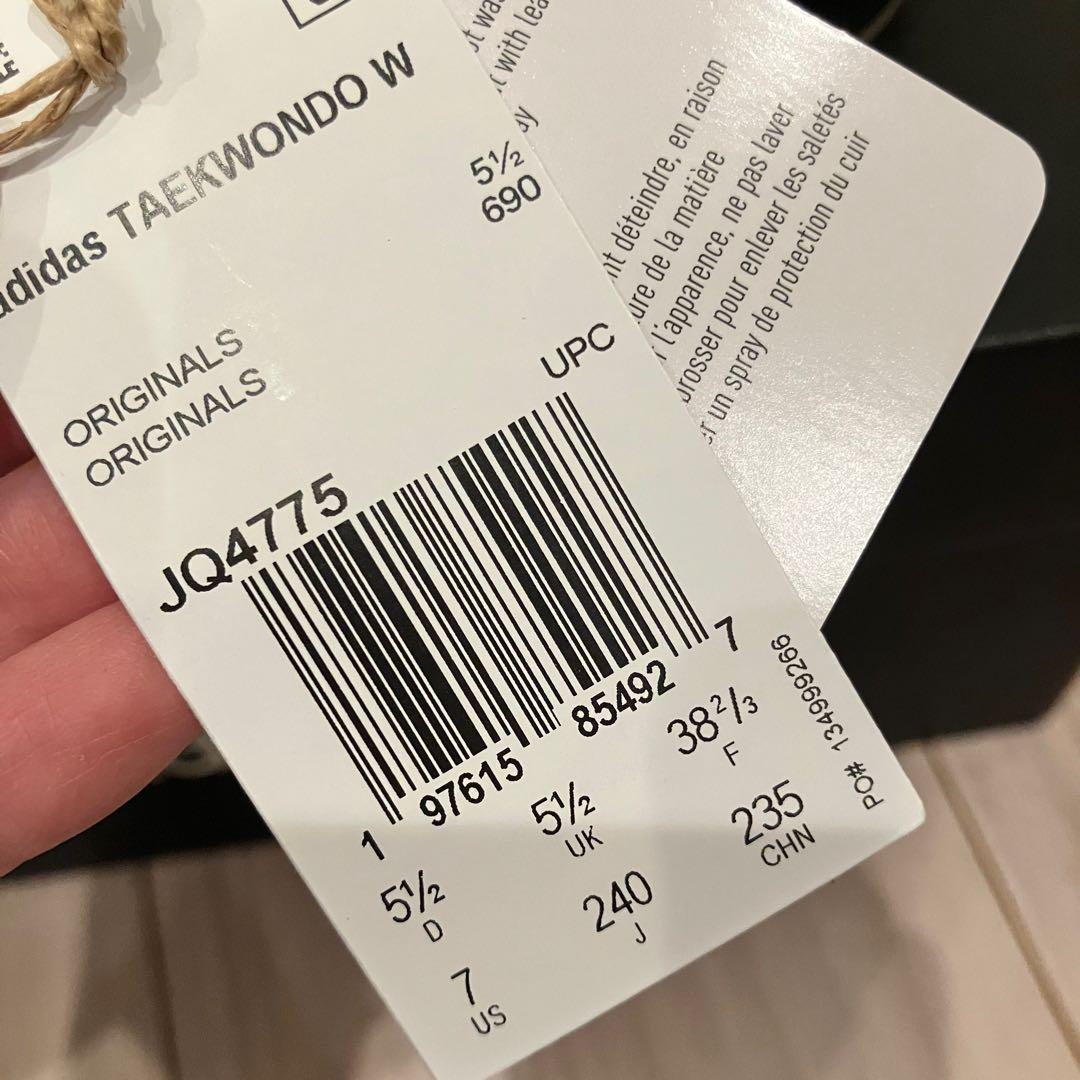 adidas TAEKWONDO W
5½
690
ORIGINALS
ORIGINALS
UPC
JQ4775
1 97615 85492 7
5½
D
5½
UK
38⅔
F
7
US
240
J
235
CHN
PO# 134999266
with
déteindre, en raison
de la matière
l'apparence, ne pas laver
brosser pour enlever les saletés
un spray de protection du cuir